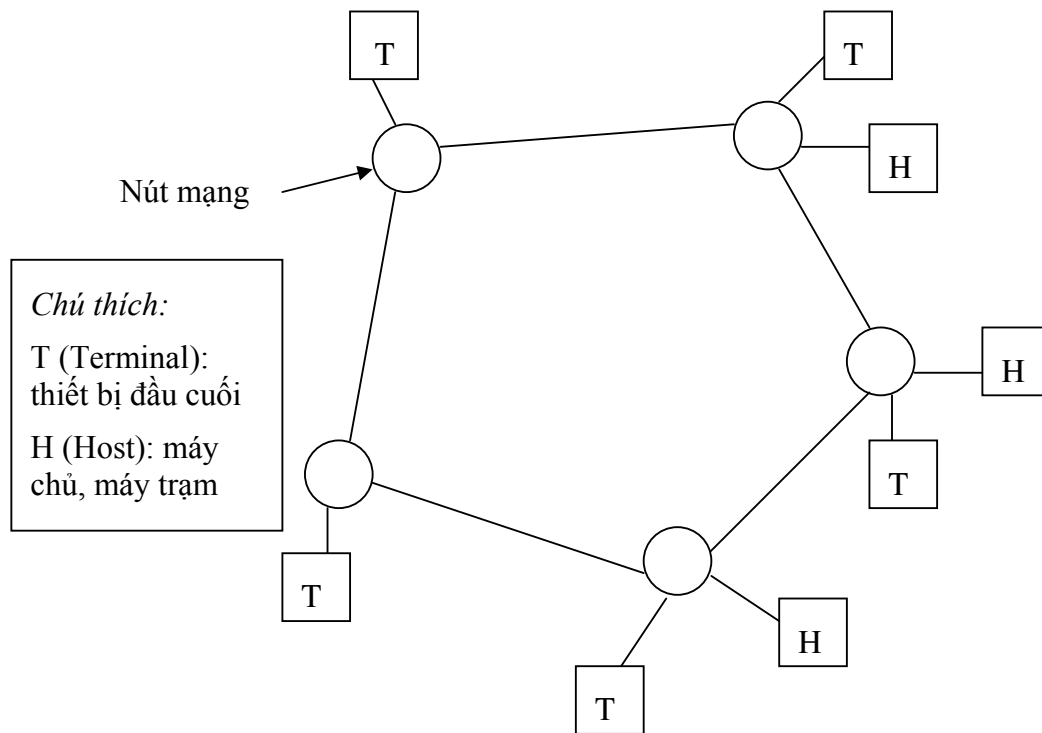 T
T
H
Nút mạng
Chú thích:
T (Terminal):
thiết bị đầu cuối
H (Host): máy
chủ, máy trạm
H
T
T
H
T